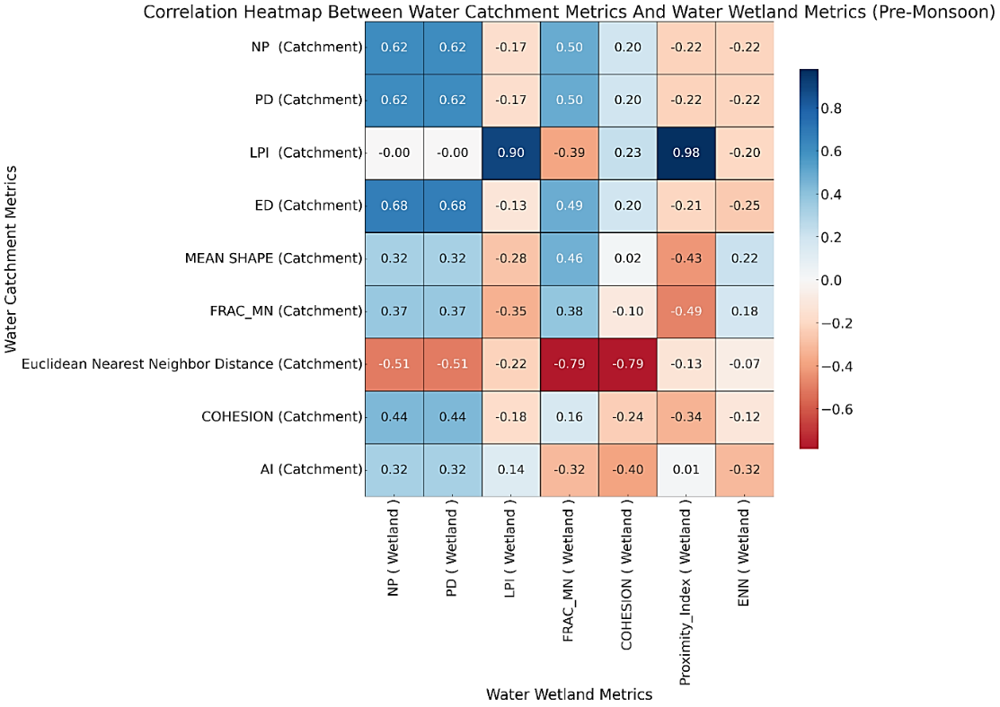 Correlation Heatmap Between Water Catchment Metrics And Water Wetland Metrics (Pre-Monsoon)
Water Catchment Metrics
NP (Catchment) 0.62 0.62 -0.17 0.50 0.20 -0.22 -0.22
PD (Catchment) 0.62 0.62 -0.17 0.50 0.20 -0.22 -0.22
LPI (Catchment) -0.00 -0.00 0.90 -0.39 0.23 0.98 -0.20
ED (Catchment) 0.68 0.68 -0.13 0.49 0.20 -0.21 -0.25
MEAN SHAPE (Catchment) 0.32 0.32 -0.28 0.46 0.02 -0.43 0.22
FRAC_MN (Catchment) 0.37 0.37 -0.35 0.38 -0.10 -0.49 0.18
Euclidean Nearest Neighbor Distance (Catchment) -0.51 -0.51 -0.22 -0.79 -0.79 -0.13 -0.07
COHESION (Catchment) 0.44 0.44 -0.18 0.16 -0.24 -0.34 -0.12
AI (Catchment) 0.32 0.32 0.14 -0.32 -0.40 0.01 -0.32
NP ( Wetland )
PD ( Wetland )
LPI ( Wetland )
FRAC_MN ( Wetland )
COHESION ( Wetland )
Proximity_Index ( Wetland )
ENN ( Wetland )
Water Wetland Metrics
0.8
0.6
0.4
0.2
0.0
−0.2
−0.4
−0.6